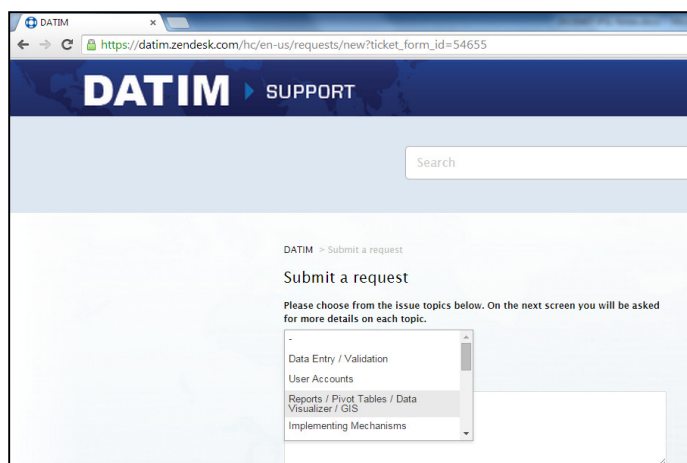 DATIM
https://datim.zendesk.com/hc/en-us/requests/new?ticket_form_id=54655
DATIM SUPPORT
Search
DATIM > Submit a request
Submit a request
Please choose from the issue topics below. On the next screen you will be asked
for more details on each topic.
-
Data Entry / Validation
User Accounts
Reports / Pivot Tables / Data
Visualizer / GIS
Implementing Mechanisms